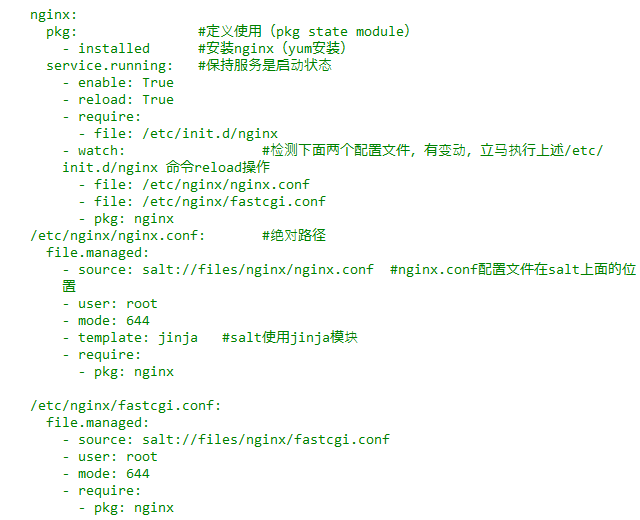 nginx:
  pkg:               #定义使用（pkg state module）
    - installed      #安装nginx（yum安装）
  service.running:   #保持服务是启动状态
    - enable: True
    - reload: True
    - require:
      - file: /etc/init.d/nginx
    - watch:                 #检测下面两个配置文件，有变动，立马执行上述/etc/
    init.d/nginx 命令reload操作
      - file: /etc/nginx/nginx.conf
      - file: /etc/nginx/fastcgi.conf
      - pkg: nginx
/etc/nginx/nginx.conf:       #绝对路径
  file.managed:
    - source: salt://files/nginx/nginx.conf  #nginx.conf配置文件在salt上面的位
    置
    - user: root
    - mode: 644
    - template: jinja   #salt使用jinja模块
    - require:
      - pkg: nginx

/etc/nginx/fastcgi.conf:
  file.managed:
    - source: salt://files/nginx/fastcgi.conf
    - user: root
    - mode: 644
    - require:
      - pkg: nginx